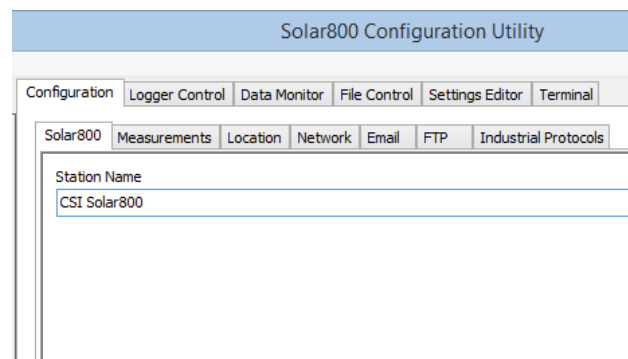 Solar800 Configuration Utility
Configuration Logger Control Data Monitor File Control Settings Editor Terminal
Solar800 Measurements Location Network Email FTP Industrial Protocols
Station Name
CSI Solar800